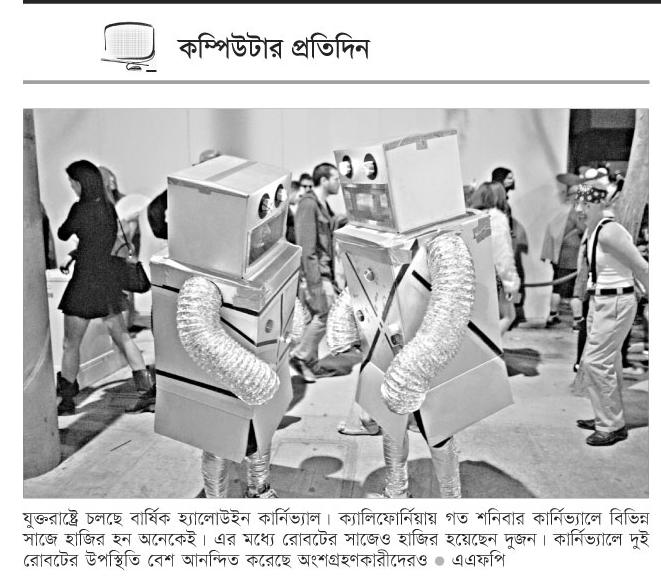 কম্পিউটার প্রতিদিন
যুক্তরাষ্ট্রে চলছে বার্ষিক হ্যালোউইন কার্নিভ্যাল। ক্যালিফোর্নিয়ায় গত শনিবার কার্নিভ্যালে বিভিন্ন
সাজে হাজির হন অনেকেই। এর মধ্যে রোবটের সাজেও হাজির হয়েছেন দুজন। কার্নিভ্যালে দুই
রোবটের উপস্থিতি বেশ আনন্দিত করেছে অংশগ্রহণকারীদেরও ● এএফপি